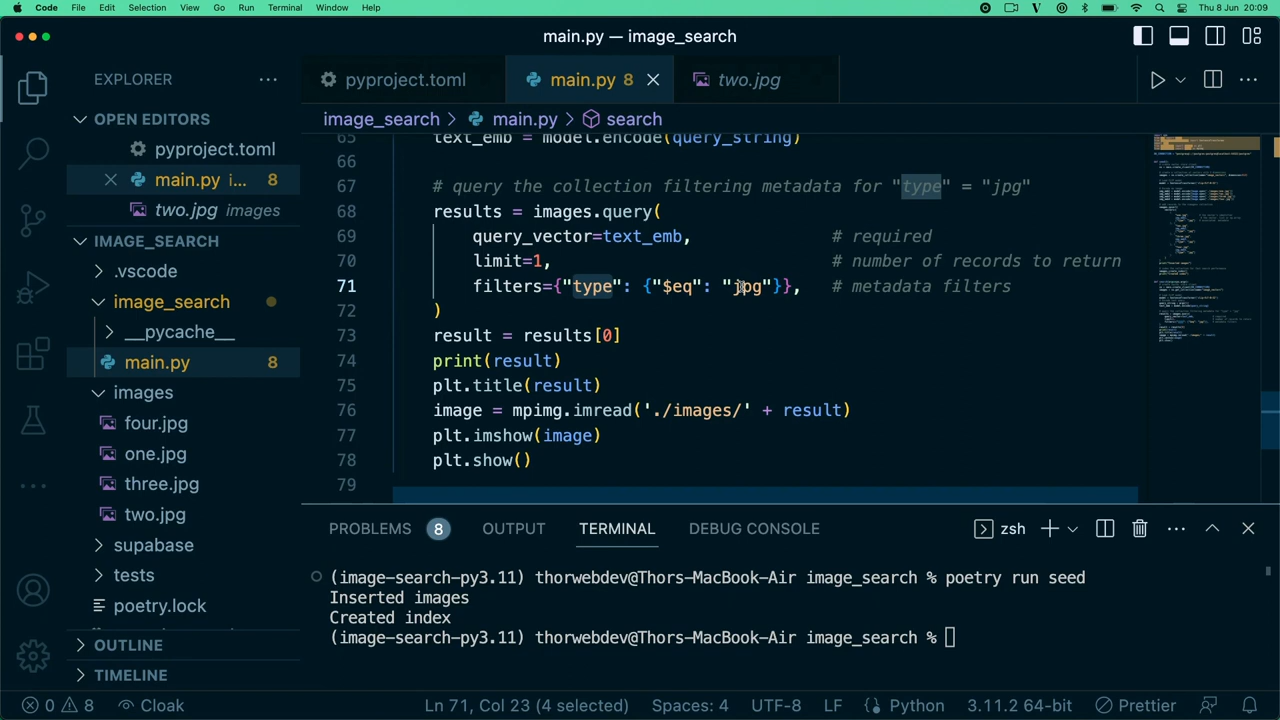 Code File Edit Selection View Go Run Terminal Window Help Thu 8 Jun 20:09
main.py — image_search
EXPLORER
pyproject.toml
main.py 8
two.jpg
OPEN EDITORS
image_search > main.py > search
pyproject.toml
main.py i... 8
two.jpg images
IMAGE_SEARCH
.vscode
image_search
__pycache__
main.py 8
images
four.jpg
one.jpg
three.jpg
two.jpg
supabase
tests
poetry.lock
OUTLINE
TIMELINE
65 text_emb = model.encode(query_string)
66
67 # query the collection filtering metadata for "type" = "jpg"
68 results = images.query(
69 query_vector=text_emb, # required
70 limit=1, # number of records to return
71 filters={"type": {"$eq": "jpg"}}, # metadata filters
72 )
73 result = results[0]
74 print(result)
75 plt.title(result)
76 image = mpimg.imread('./images/' + result)
77 plt.imshow(image)
78 plt.show()
79
PROBLEMS 8 OUTPUT TERMINAL DEBUG CONSOLE zsh
(image-search-py3.11) thorwebdev@Thors-MacBook-Air image_search % poetry run seed
Inserted images
Created index
(image-search-py3.11) thorwebdev@Thors-MacBook-Air image_search %
0 8 Cloak Ln 71, Col 23 (4 selected) Spaces: 4 UTF-8 LF Python 3.11.2 64-bit Prettier